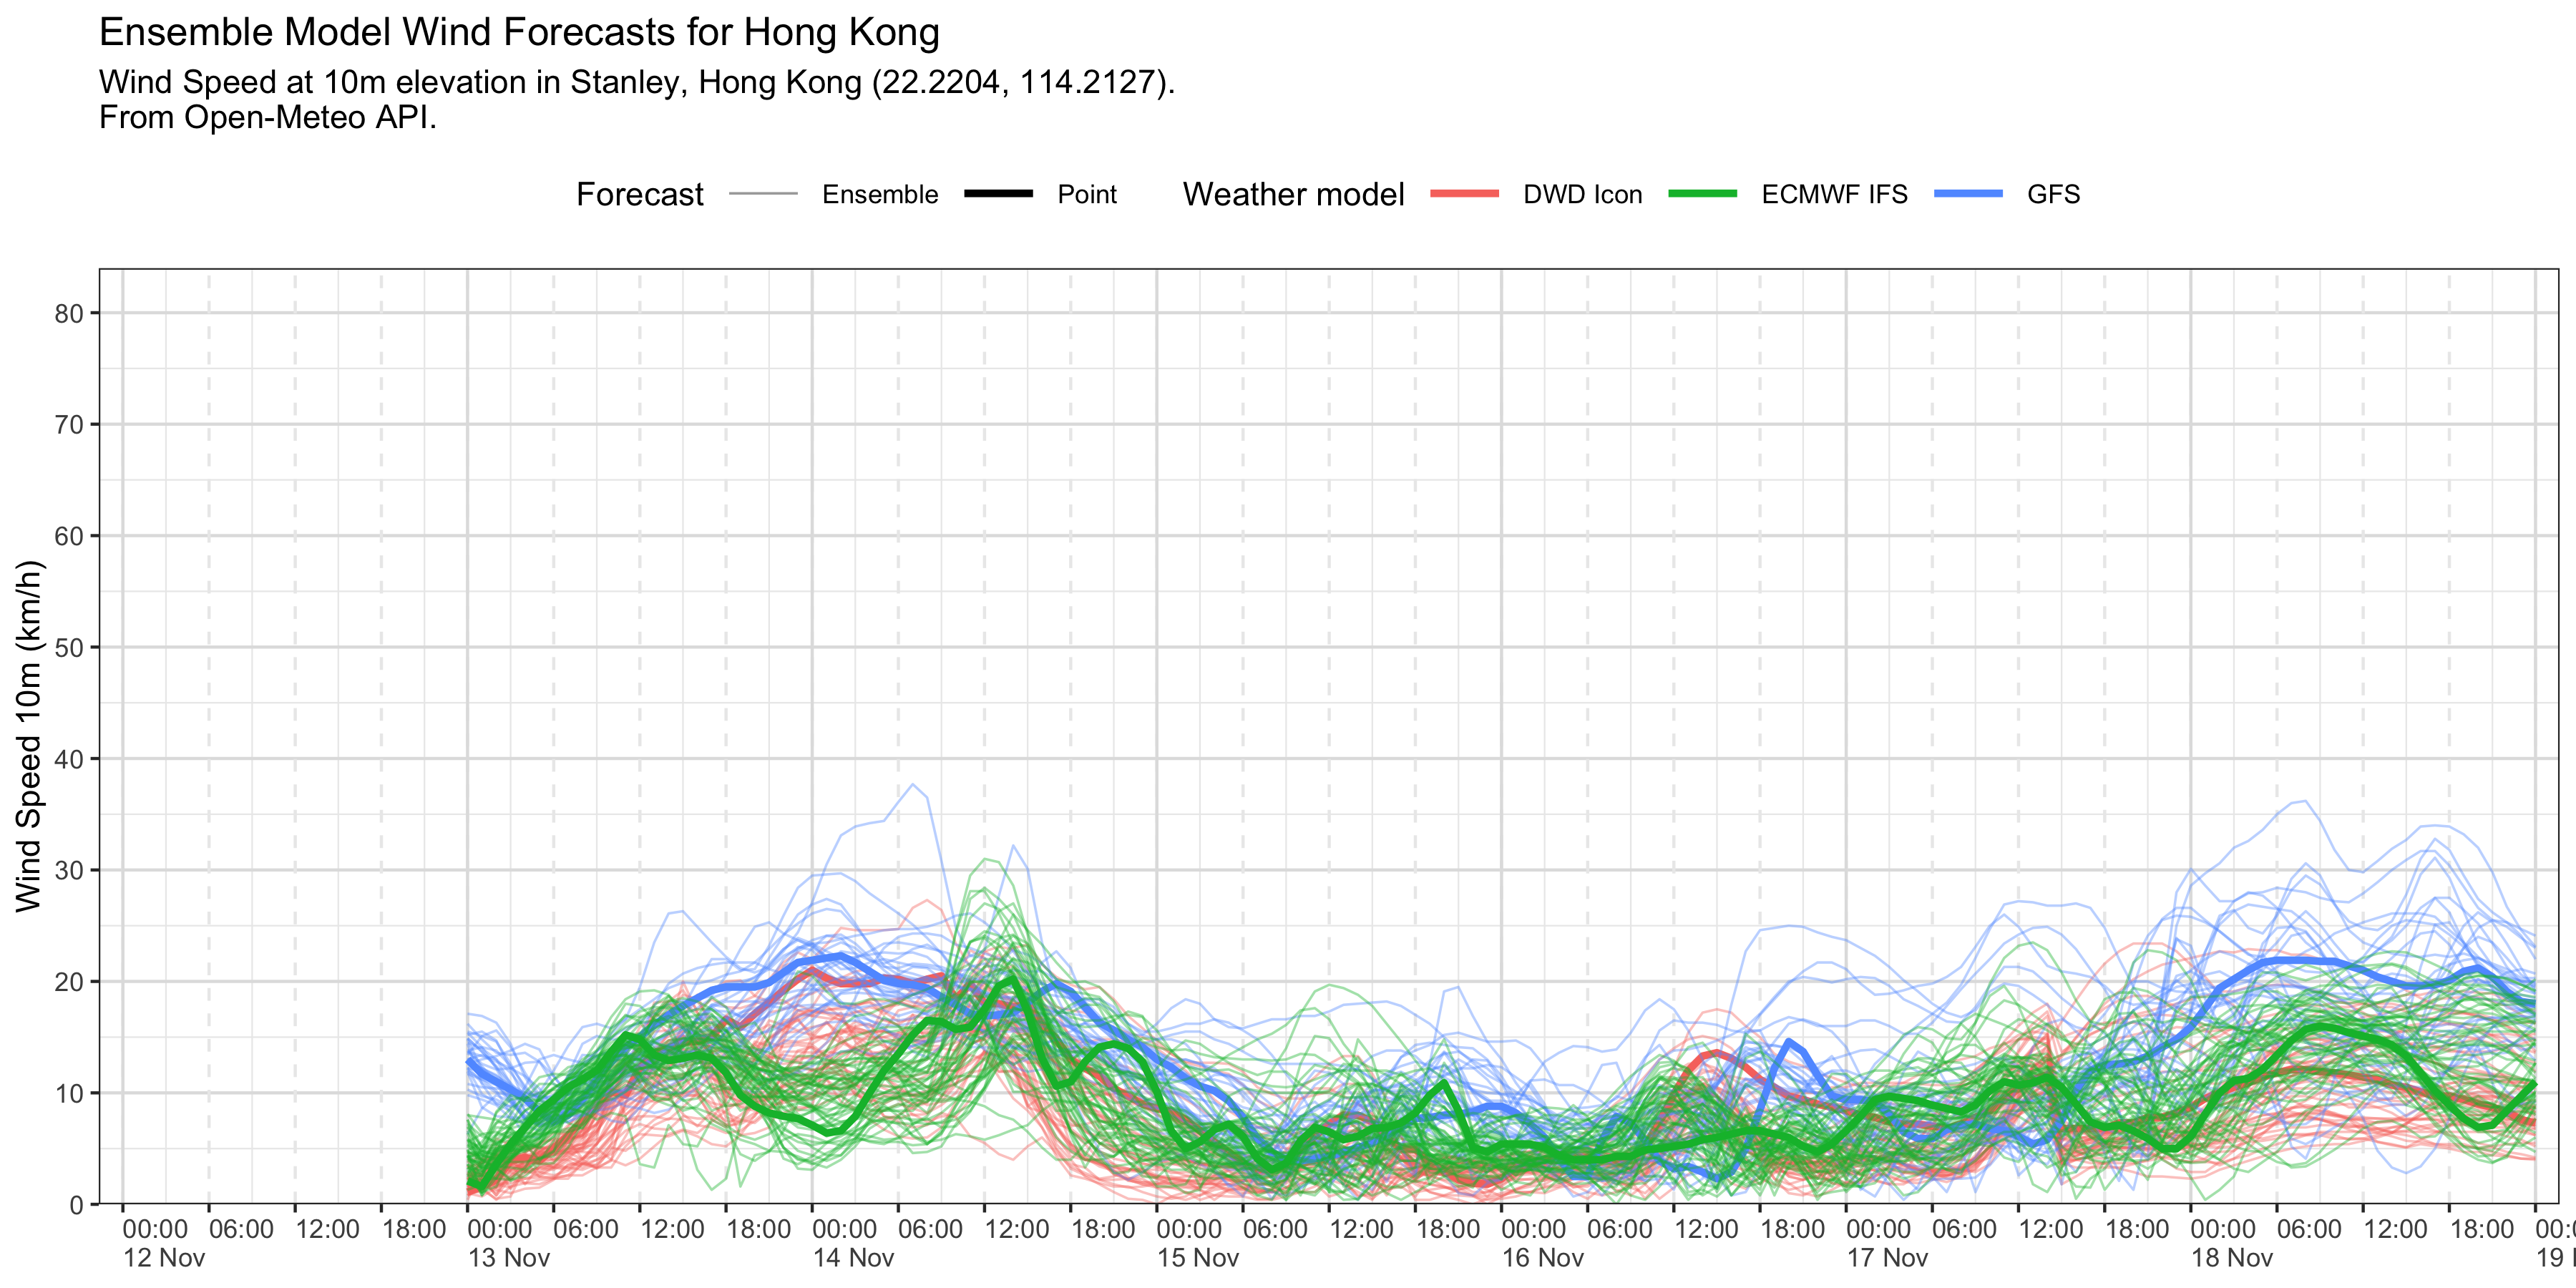 Ensemble Model Wind Forecasts for Hong Kong
Wind Speed at 10m elevation in Stanley, Hong Kong (22.2204, 114.2127).
From Open-Meteo API.
Forecast Ensemble Point Weather model DWD Icon ECMWF IFS GFS
Wind Speed 10m (km/h)
80
70
60
50
40
30
20
10
0
00:00 06:00 12:00 18:00 00:00 06:00 12:00 18:00 00:00 06:00 12:00 18:00 00:00 06:00 12:00 18:00 00:00 06:00 12:00 18:00 00:00 06:00 12:00 18:00 00:00 06:00 12:00 18:00
12 Nov 13 Nov 14 Nov 15 Nov 16 Nov 17 Nov 18 Nov 19